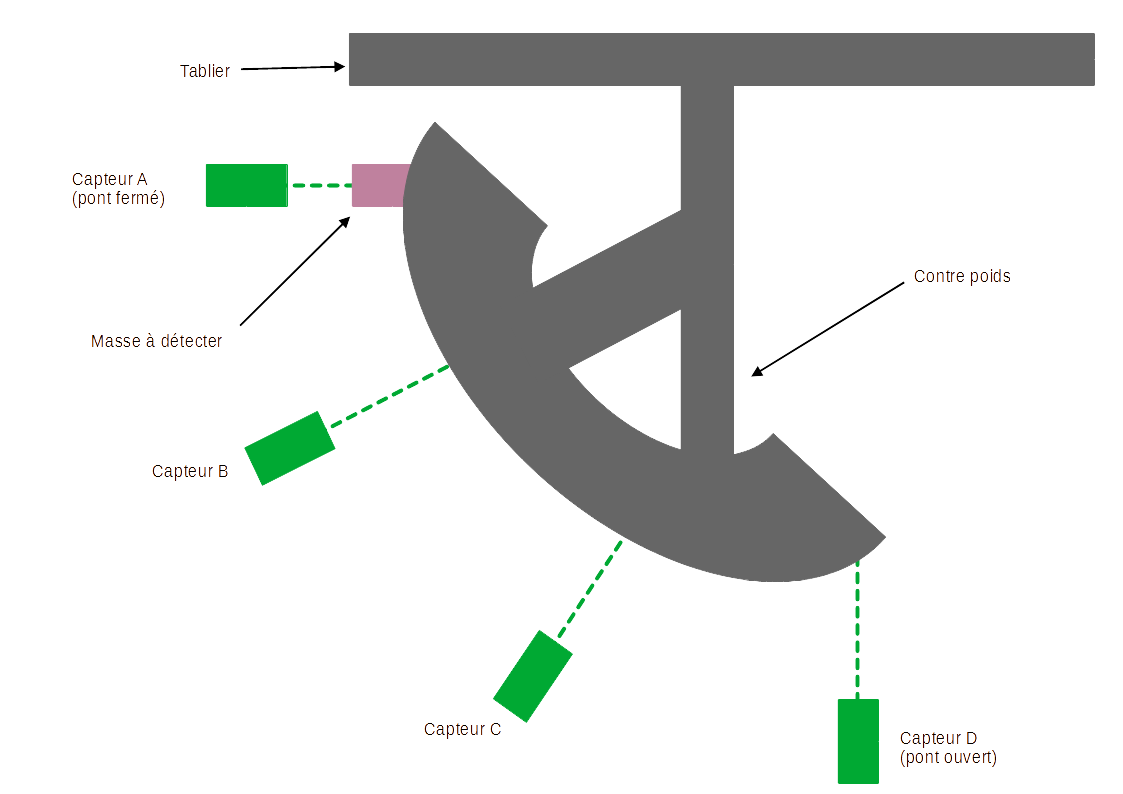 Tablier
Capteur A
(pont fermé)
Contre poids
Masse à détecter
Capteur B
Capteur C
Capteur D
(pont ouvert)